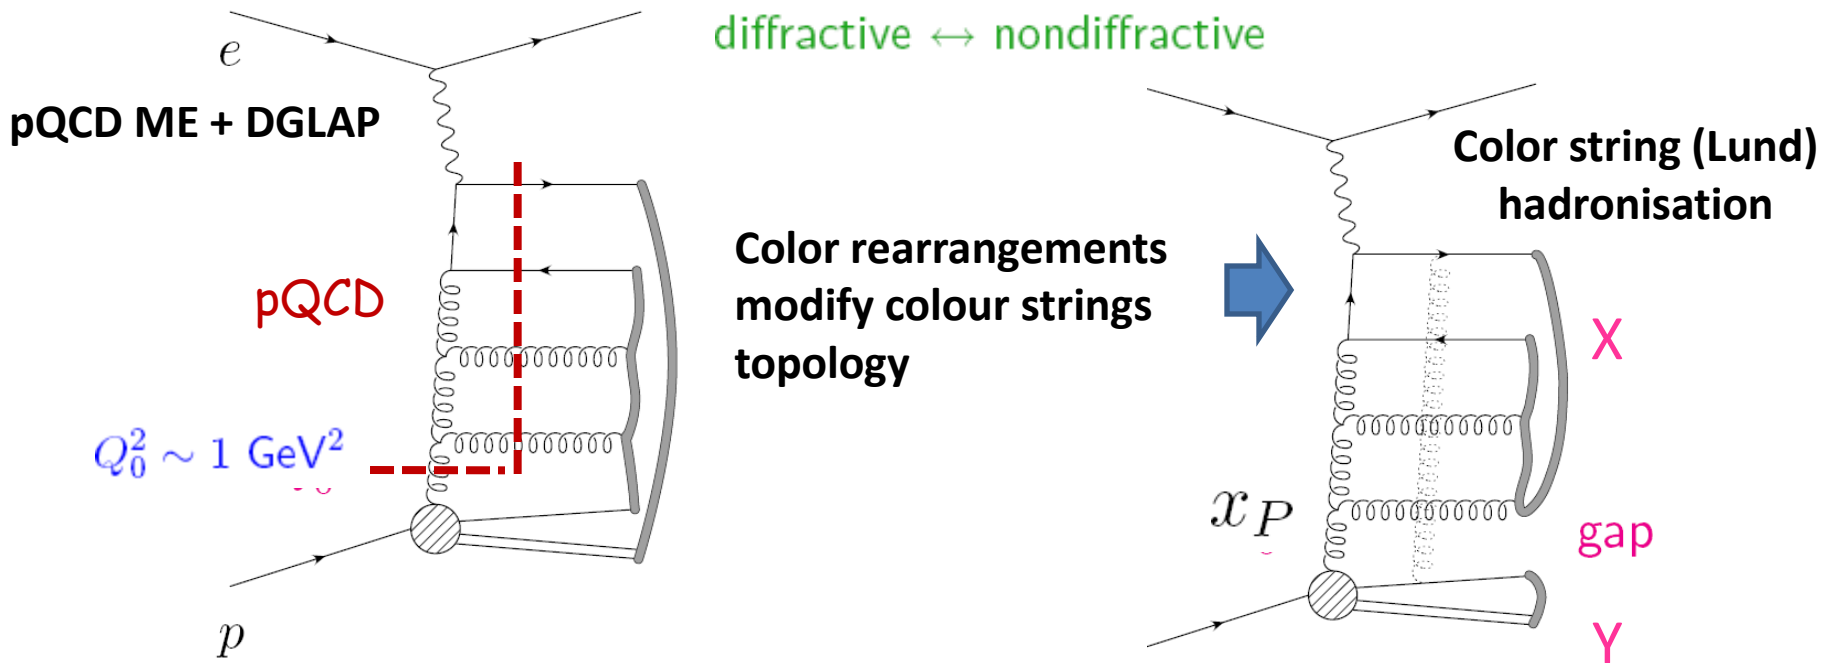 diffractive ↔ nondiffractive
e
pQCD ME + DGLAP
Color string (Lund)
hadronisation
Color rearrangements
modify colour strings
topology
pQCD
X
Q₀² ∼ 1 GeV²
x_P
gap
p
Y